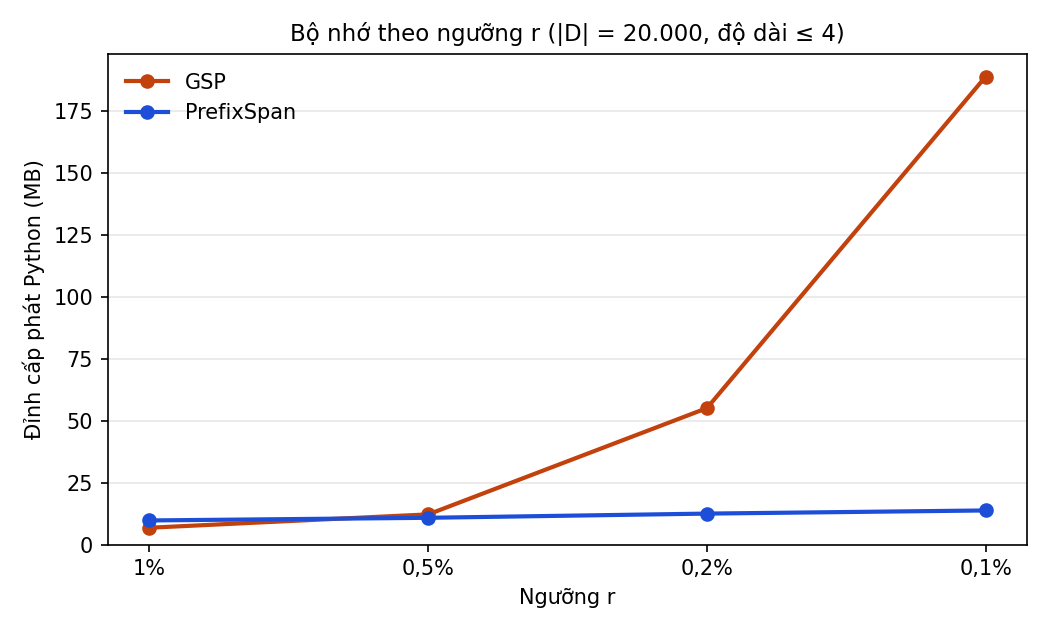 Bộ nhớ theo ngưỡng r (|D| = 20.000, độ dài ≤ 4)
GSP
PrefixSpan
Đỉnh cấp phát Python (MB)
175
150
125
100
75
50
25
0
1%
0,5%
0,2%
0,1%
Ngưỡng r